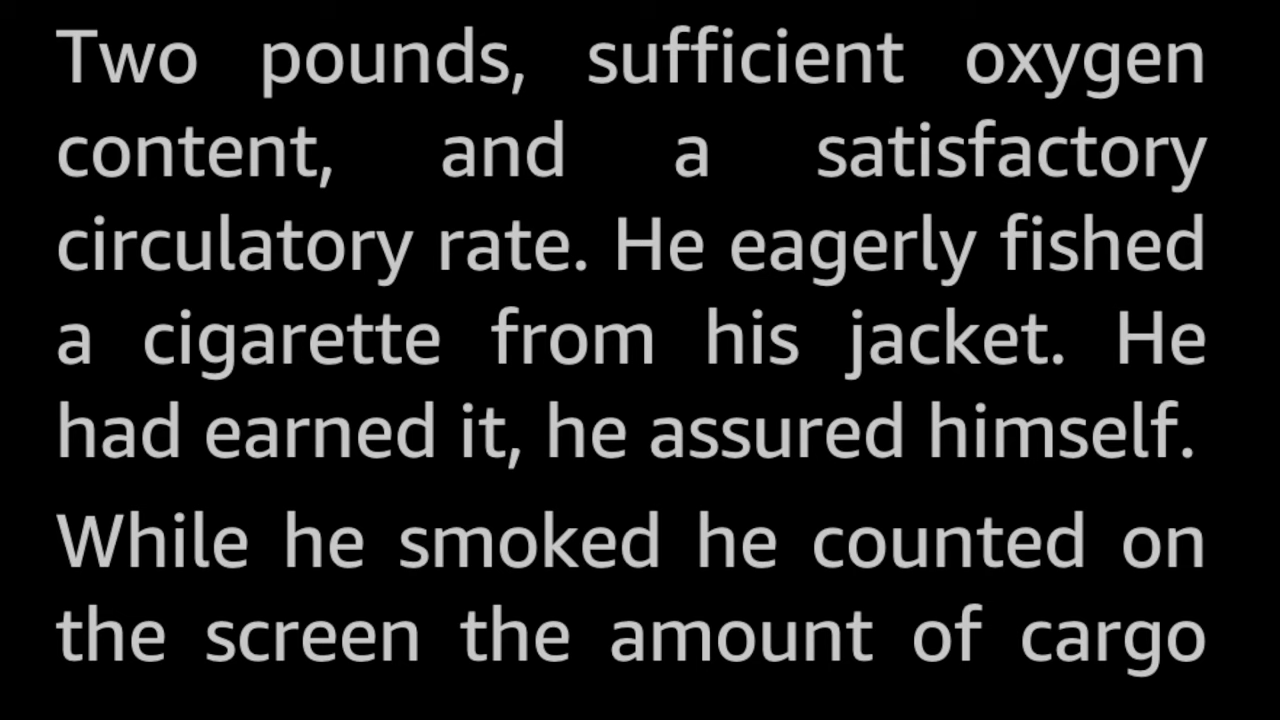 Two pounds, sufficient oxygen
content, and a satisfactory
circulatory rate. He eagerly fished
a cigarette from his jacket. He
had earned it, he assured himself.
While he smoked he counted on
the screen the amount of cargo